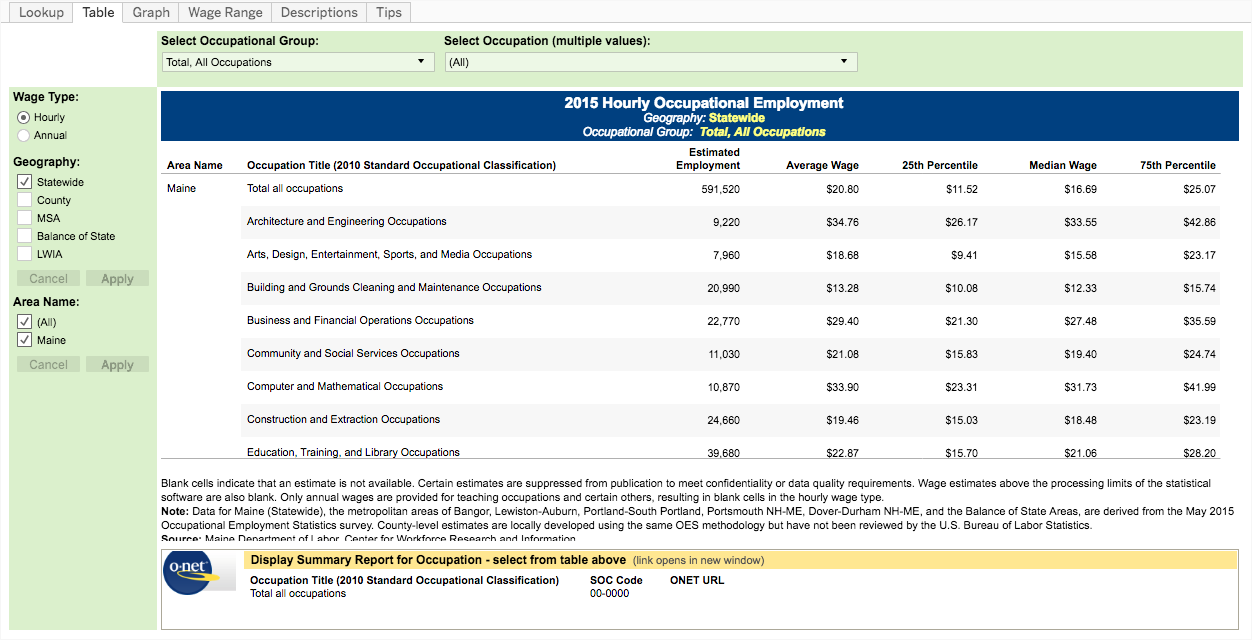 Lookup Table Graph Wage Range Descriptions Tips
Select Occupational Group: Select Occupation (multiple values):
Total, All Occupations (All)
Wage Type:
Hourly
Annual
Geography:
Statewide
County
MSA
Balance of State
LWIA
Cancel Apply
Area Name:
(All)
Maine
Cancel Apply
2015 Hourly Occupational Employment
Geography: Statewide
Occupational Group: Total, All Occupations
Area Name Occupation Title (2010 Standard Occupational Classification) Estimated Employment Average Wage 25th Percentile Median Wage 75th Percentile
Maine Total all occupations 591,520 $20.80 $11.52 $16.69 $25.07
Architecture and Engineering Occupations 9,220 $34.76 $26.17 $33.55 $42.86
Arts, Design, Entertainment, Sports, and Media Occupations 7,960 $18.68 $9.41 $15.58 $23.17
Building and Grounds Cleaning and Maintenance Occupations 20,990 $13.28 $10.08 $12.33 $15.74
Business and Financial Operations Occupations 22,770 $29.40 $21.30 $27.48 $35.59
Community and Social Services Occupations 11,030 $21.08 $15.83 $19.40 $24.74
Computer and Mathematical Occupations 10,870 $33.90 $23.31 $31.73 $41.99
Construction and Extraction Occupations 24,660 $19.46 $15.03 $18.48 $23.19
Education, Training, and Library Occupations 39,680 $22.87 $15.70 $21.06 $28.20
Blank cells indicate that an estimate is not available. Certain estimates are suppressed from publication to meet confidentiality or data quality requirements. Wage estimates above the processing limits of the statistical
software are also blank. Only annual wages are provided for teaching occupations and certain others, resulting in blank cells in the hourly wage type.
Note: Data for Maine (Statewide), the metropolitan areas of Bangor, Lewiston-Auburn, Portland-South Portland, Portsmouth NH-ME, Dover-Durham NH-ME, and the Balance of State Areas, are derived from the May 2015
Occupational Employment Statistics survey. County-level estimates are locally developed using the same OES methodology but have not been reviewed by the U.S. Bureau of Labor Statistics.
Source: Maine Department of Labor, Center for Workforce Research and Information
o·net
Display Summary Report for Occupation - select from table above (link opens in new window)
Occupation Title (2010 Standard Occupational Classification) SOC Code ONET URL
Total all occupations 00-0000